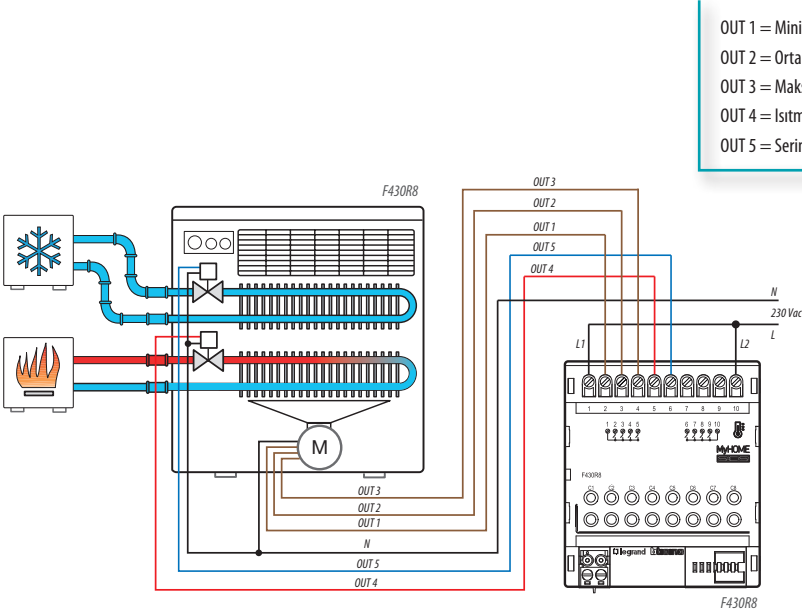 OUT 1 = Mini
OUT 2 = Orta
OUT 3 = Maks
OUT 4 = Isıtm
OUT 5 = Serin
F430R8
OUT 3
OUT 2
OUT 1
OUT 5
OUT 4
N
230 Vac
L
L1
L2
1 2 3 4 5 6 7 8 9 10
1 2 3 4 5
6 7 8 9 10
MyHOME
F430R8
C1 C2 C3 C4 C5 C6 C7 C8
M
OUT 3
OUT 2
OUT 1
N
OUT 5
OUT 4
legrand
F430R8